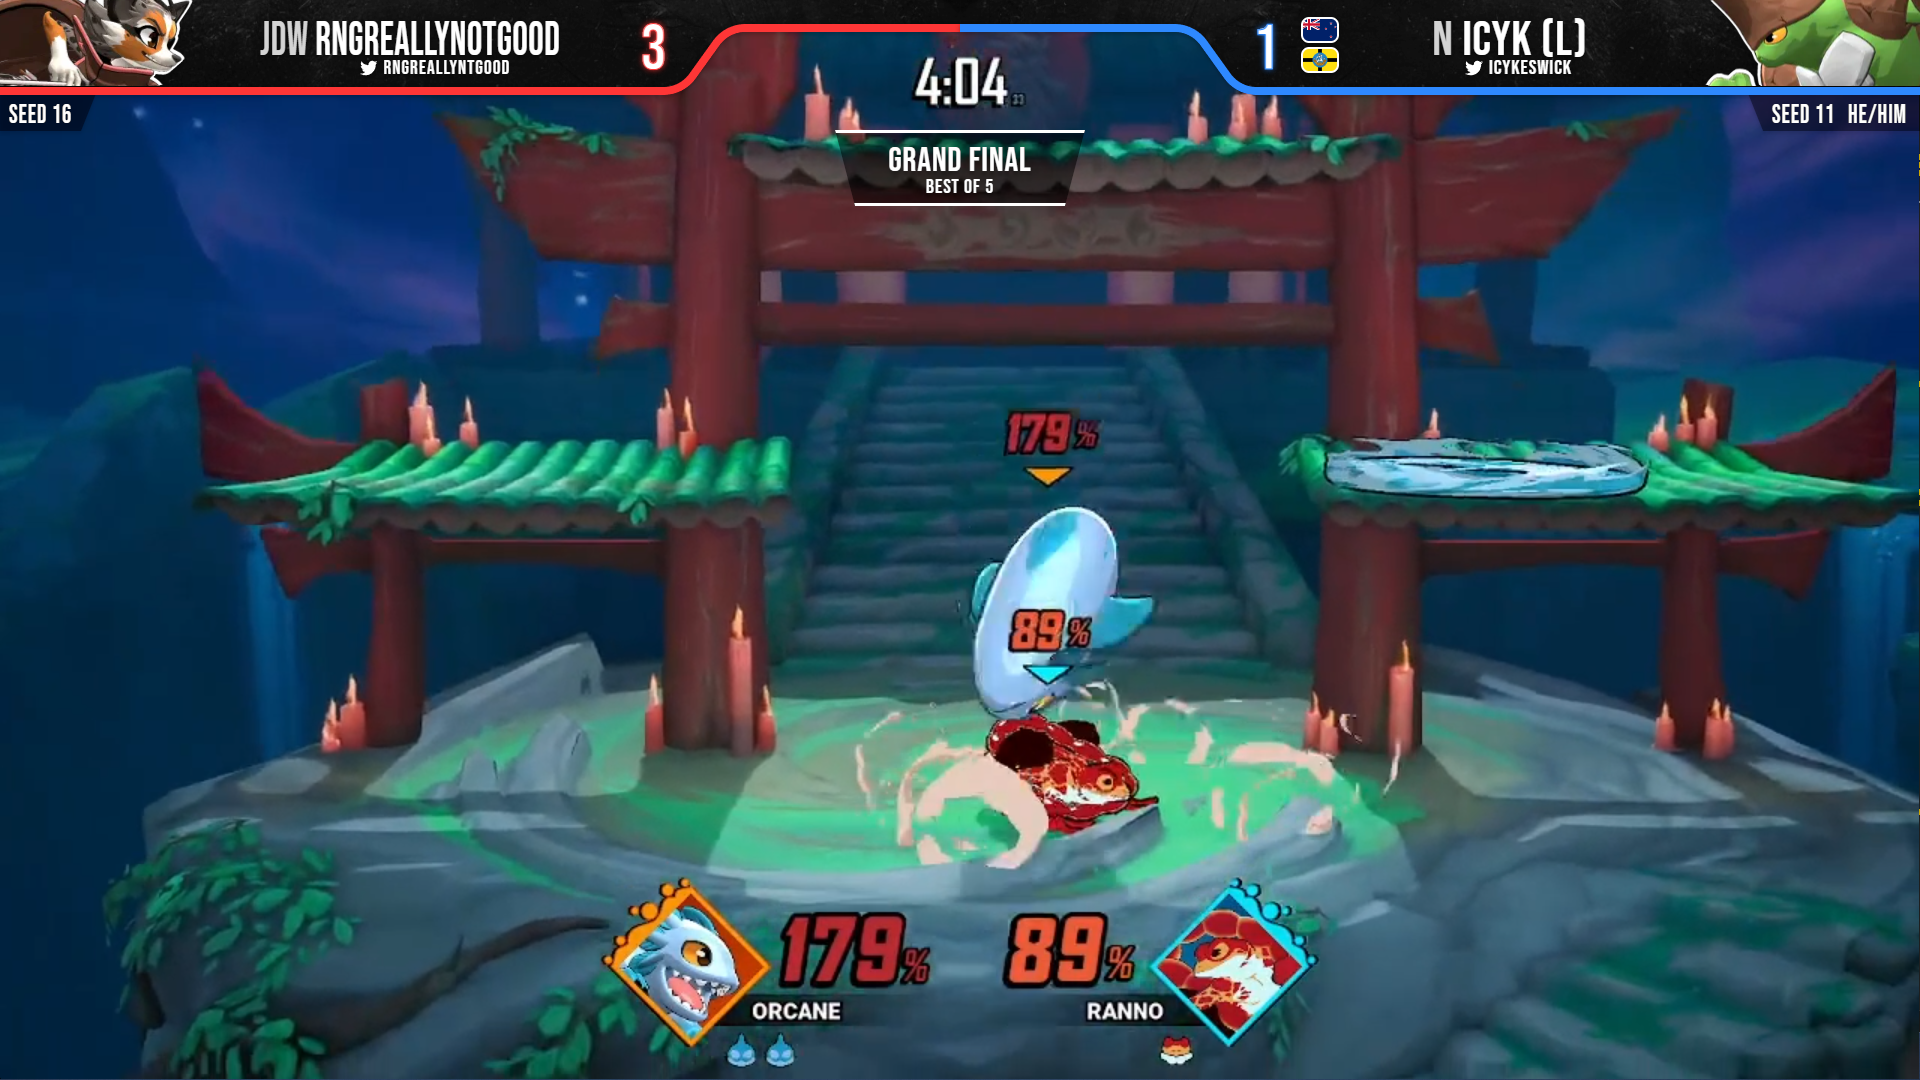 JDW RNGREALLYNOTGOOD
RNGREALLYNTGOOD
3
SEED 16
4:04
GRAND FINAL
BEST OF 5
1
N ICYK (L)
ICYKESWICK
SEED 11 HE/HIM
179%
89%
179%
ORCANE
89%
RANNO